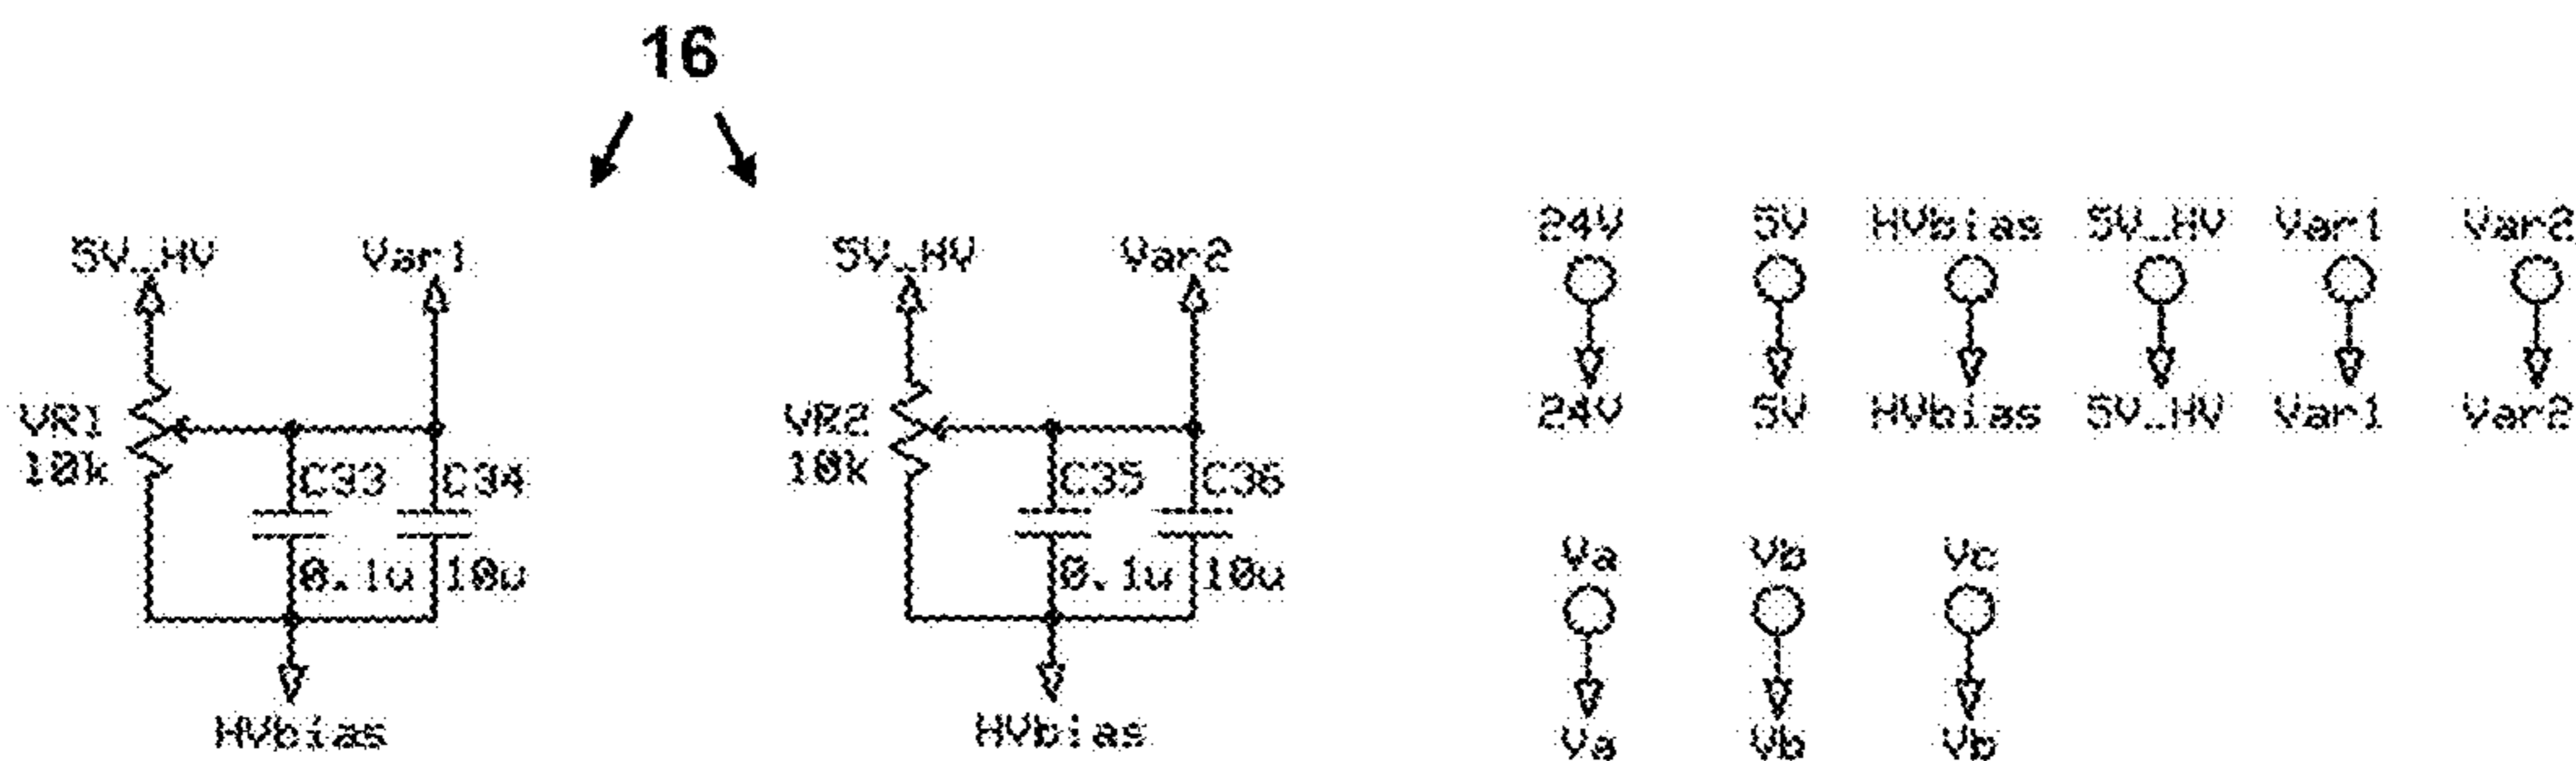 16
5V_HV Var1
VR1
10k
C33 C34
0.1u 10u
HVbias
5V_HV Var2
VR2
10k
C35 C36
0.1u 10u
HVbias
24V 5V HVbias 5V_HV Var1 Var2
24V 5V HVbias 5V_HV Var1 Var2
Va Vb Vc
Va Vb Vb